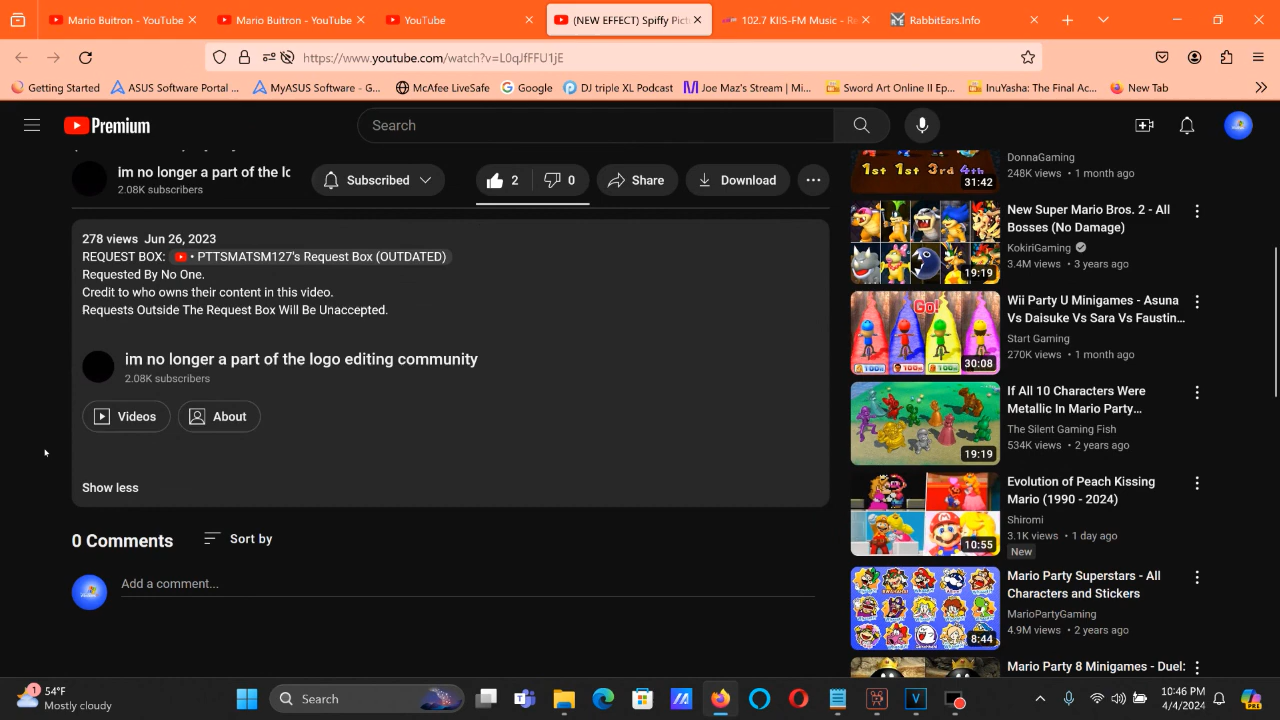 Mario Buitron - YouTube
Mario Buitron - YouTube
YouTube
(NEW EFFECT) Spiffy Pict
102.7 KIIS-FM Music - Re
RabbitEars.Info
https://www.youtube.com/watch?v=L0qJfFFU1jE
Getting Started
ASUS Software Portal ...
MyASUS Software - G...
McAfee LiveSafe
Google
DJ triple XL Podcast
Joe Maz's Stream | Mi...
Sword Art Online II Ep...
InuYasha: The Final Ac...
New Tab
Premium
Search
im no longer a part of the lo
2.08K subscribers
Subscribed
2
0
Share
Download
278 views Jun 26, 2023
REQUEST BOX: • PTTSMATSM127's Request Box (OUTDATED)
Requested By No One.
Credit to who owns their content in this video.
Requests Outside The Request Box Will Be Unaccepted.
im no longer a part of the logo editing community
2.08K subscribers
Videos
About
Show less
0 Comments
Sort by
Add a comment...
1st 1st 3rd 4th
31:42
DonnaGaming
248K views • 1 month ago
19:19
New Super Mario Bros. 2 - All
Bosses (No Damage)
KokiriGaming
3.4M views • 3 years ago
Go!
30:08
Wii Party U Minigames - Asuna
Vs Daisuke Vs Sara Vs Faustin...
Start Gaming
270K views • 1 month ago
19:19
If All 10 Characters Were
Metallic In Mario Party...
The Silent Gaming Fish
534K views • 2 years ago
10:55
Evolution of Peach Kissing
Mario (1990 - 2024)
Shiromi
3.1K views • 1 day ago
New
8:44
Mario Party Superstars - All
Characters and Stickers
MarioPartyGaming
4.9M views • 2 years ago
Mario Party 8 Minigames - Duel:
1
54°F
Mostly cloudy
Search
10:46 PM
4/4/2024
PRE